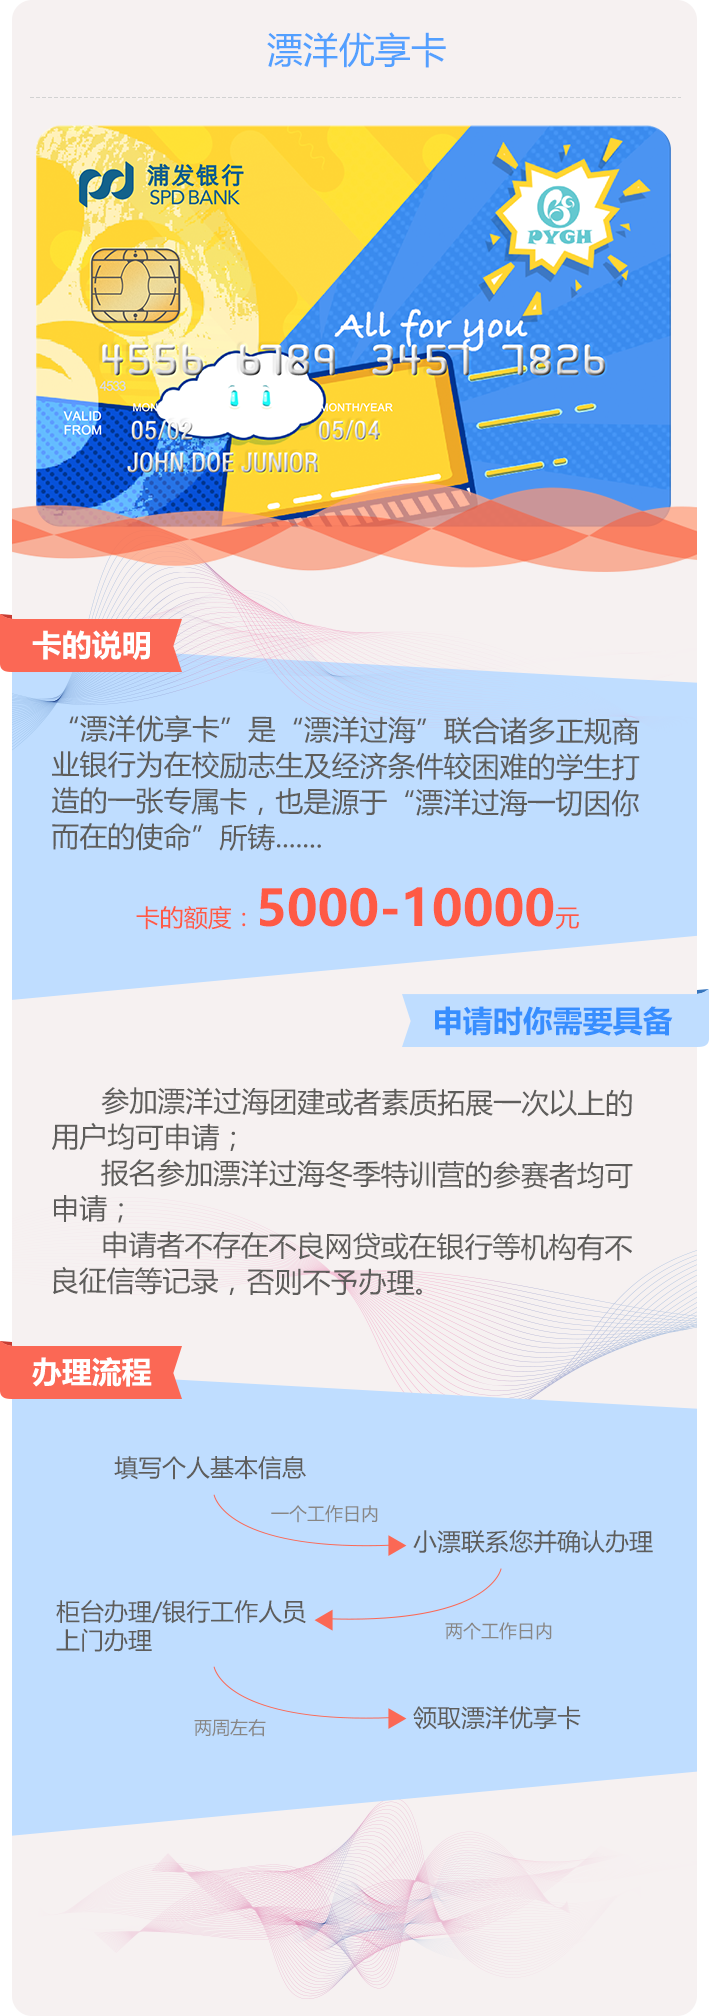 漂洋优享卡
浦发银行
SPD BANK
PYGH
All for you
4556 6789 3457 7826
4533
MONTH/YEAR
VALID
FROM
05/02
05/04
JOHN DOE JUNIOR
卡的说明
“漂洋优享卡”是“漂洋过海”联合诸多正规商
业银行为在校励志生及经济条件较困难的学生打
造的一张专属卡，也是源于“漂洋过海一切因你
而在的使命”所铸.......
卡的额度：5000-10000元
申请时你需要具备
参加漂洋过海团建或者素质拓展一次以上的
用户均可申请；
报名参加漂洋过海冬季特训营的参赛者均可
申请；
申请者不存在不良网贷或在银行等机构有不
良征信等记录，否则不予办理。
办理流程
填写个人基本信息
一个工作日内
小漂联系您并确认办理
柜台办理/银行工作人员
上门办理
两个工作日内
两周左右
领取漂洋优享卡